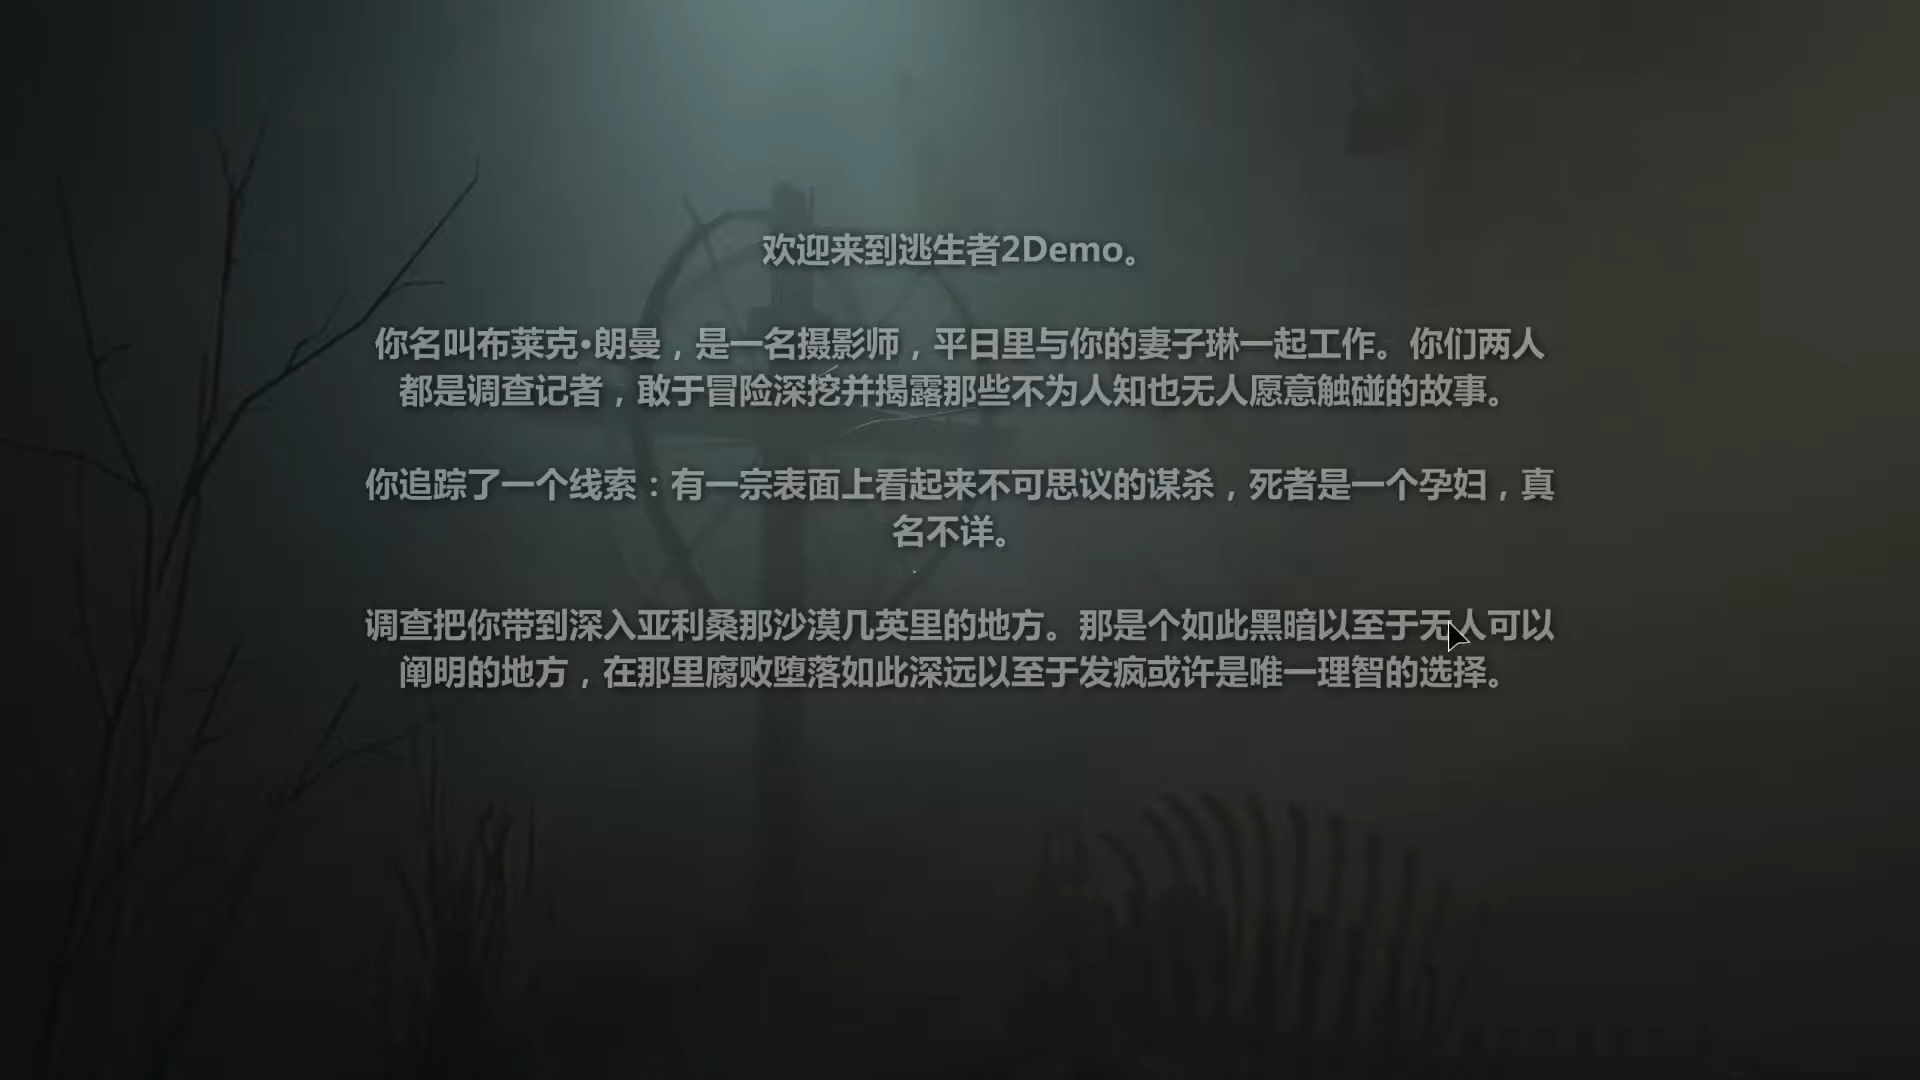 欢迎来到逃生者2Demo。
你名叫布莱克•朗曼，是一名摄影师，平日里与你的妻子琳一起工作。你们两人
都是调查记者，敢于冒险深挖并揭露那些不为人知也无人愿意触碰的故事。
你追踪了一个线索：有一宗表面上看起来不可思议的谋杀，死者是一个孕妇，真
名不详。
调查把你带到深入亚利桑那沙漠几英里的地方。那是个如此黑暗以至于无人可以
阐明的地方，在那里腐败堕落如此深远以至于发疯或许是唯一理智的选择。